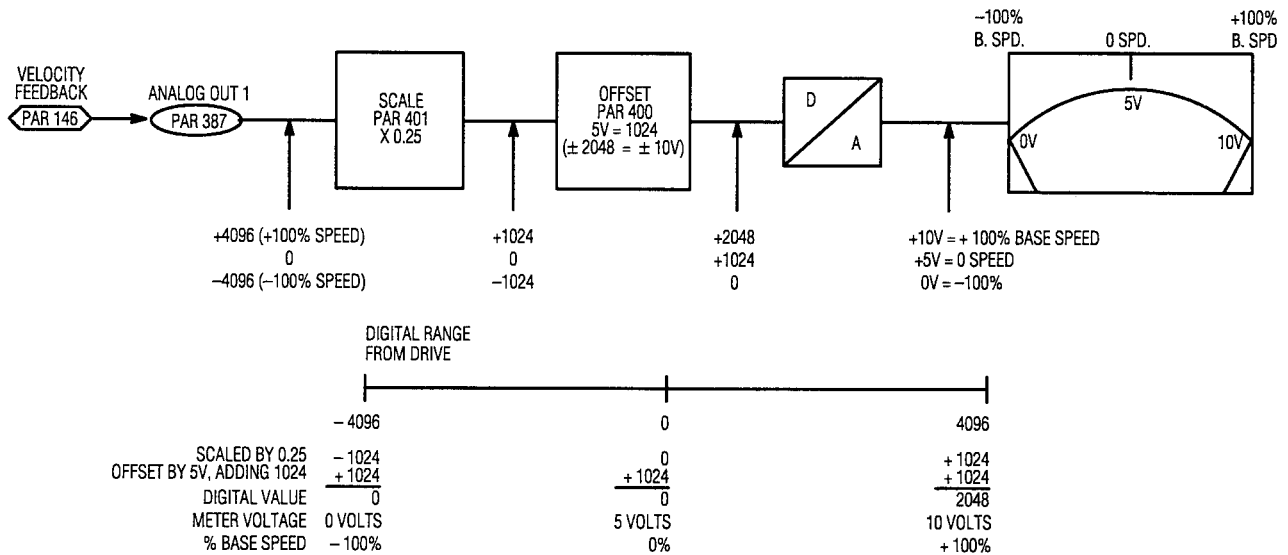 VELOCITY
FEEDBACK
PAR 146
ANALOG OUT 1
PAR 387
SCALE
PAR 401
X 0.25
OFFSET
PAR 400
5V = 1024
(± 2048 = ± 10V)
D
A
–100%
B. SPD.
0 SPD.
+100%
B. SPD
0V
5V
10V
+4096 (+100% SPEED)
0
–4096 (–100% SPEED)
+1024
0
–1024
+2048
+1024
0
+10V = + 100% BASE SPEED
+5V = 0 SPEED
0V = –100%
DIGITAL RANGE
FROM DRIVE
– 4096 0 4096
SCALED BY 0.25 – 1024 0 + 1024
OFFSET BY 5V, ADDING 1024 + 1024 + 1024 + 1024
DIGITAL VALUE 0 0 2048
METER VOLTAGE 0 VOLTS 5 VOLTS 10 VOLTS
% BASE SPEED – 100% 0% + 100%